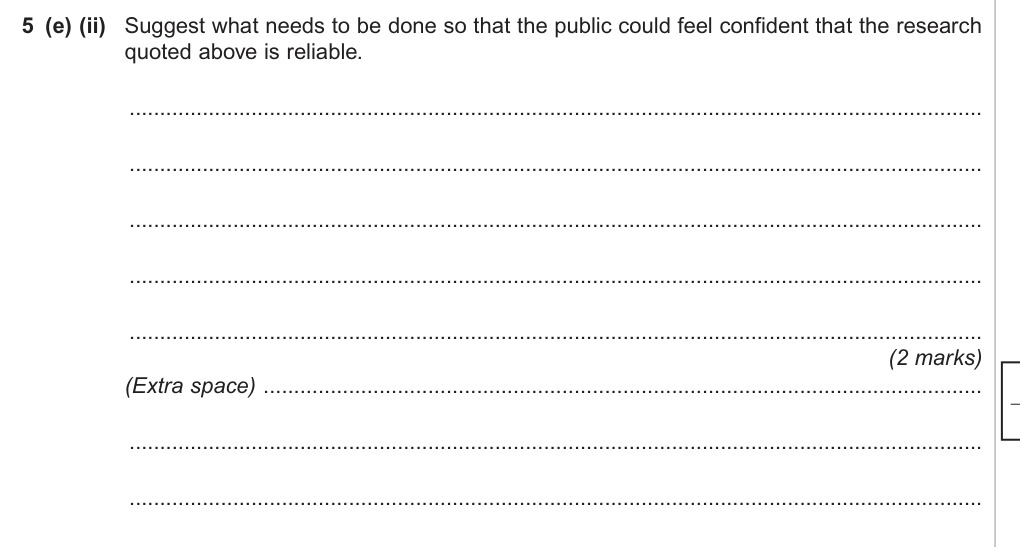 5 (e) (ii) Suggest what needs to be done so that the public could feel confident that the research
quoted above is reliable.
(2 marks)
(Extra space)